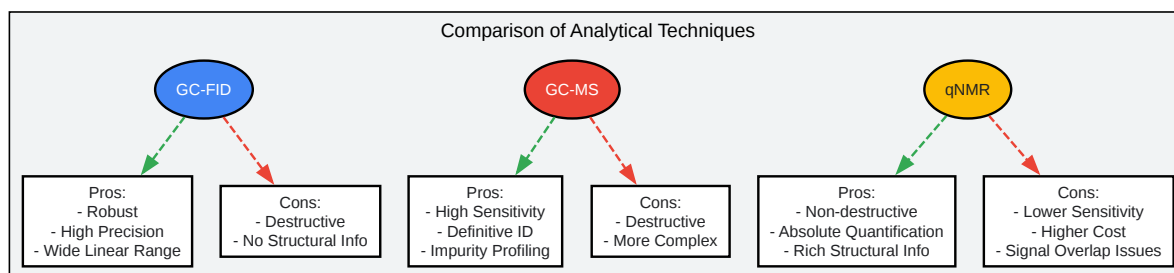 Comparison of Analytical Techniques
GC-FID
GC-MS
qNMR
Pros:
- Robust
- High Precision
- Wide Linear Range
Cons:
- Destructive
- No Structural Info
Pros:
- High Sensitivity
- Definitive ID
- Impurity Profiling
Cons:
- Destructive
- More Complex
Pros:
- Non-destructive
- Absolute Quantification
- Rich Structural Info
Cons:
- Lower Sensitivity
- Higher Cost
- Signal Overlap Issues